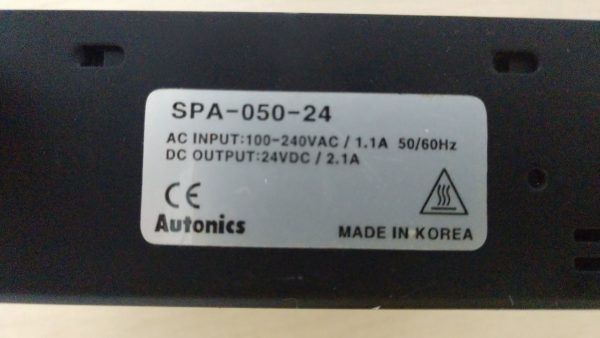 SPA-050-24
AC INPUT:100-240VAC / 1.1A 50/60Hz
DC OUTPUT:24VDC / 2.1A
CE
Autonics
MADE IN KOREA